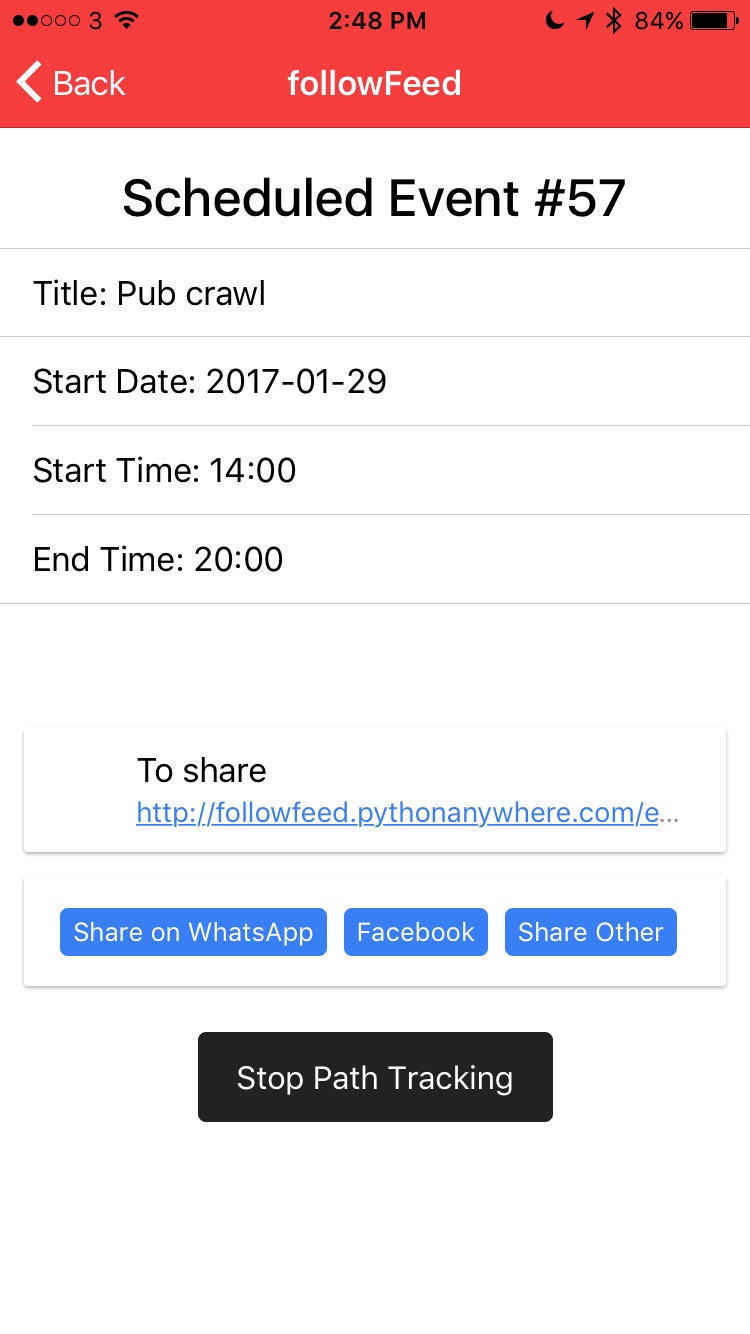 3 2:48 PM 84%
Back followFeed
Scheduled Event #57
Title: Pub crawl
Start Date: 2017-01-29
Start Time: 14:00
End Time: 20:00
To share
http://followfeed.pythonanywhere.com/e...
Share on WhatsApp Facebook Share Other
Stop Path Tracking